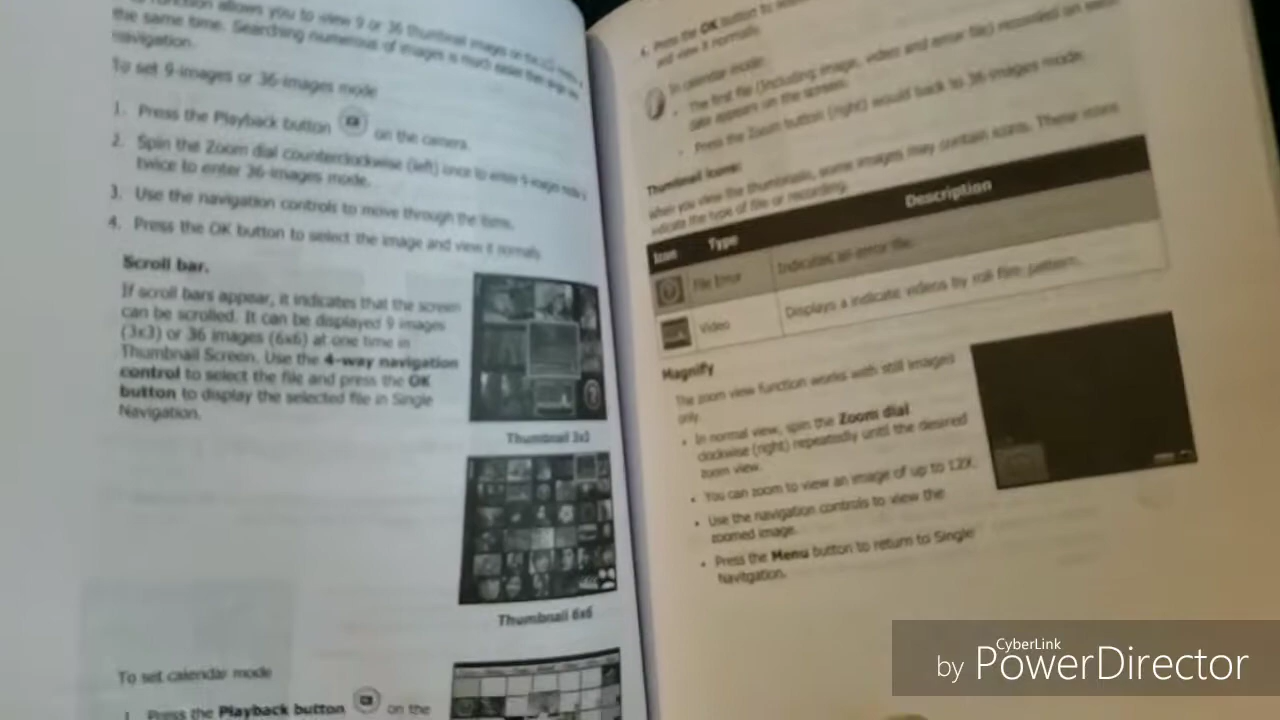 function allows you to view 9 or 36 thumbnail images on the LCD
the same time. Searching numerous of images is much easier than
navigation.
To set 9-images or 36-images mode
1. Press the Playback button on the camera.
2. Spin the Zoom dial counterclockwise (left) once to enter 9-image mode
twice to enter 36-images mode.
3. Use the navigation controls to move through the items.
4. Press the OK button to select the image and view it normally
Scroll bar.
If scroll bars appear, it indicates that the screen
can be scrolled. It can be displayed 9 images
(3x3) or 36 images (6x6) at one time in
Thumbnail Screen. Use the 4-way navigation
control to select the file and press the OK
button to display the selected file in Single
Navigation.
Thumbnail 3x3
Thumbnail 6x6
To set calendar mode
1. Press the Playback button on the
Press the OK button to
and view it normally.
In calendar mode:
• The first file (including image, video and error file) recorded on
date appears on the screen.
• Press the Zoom button (right) would back to 36-images mode.
Thumbnail icons:
when you view the thumbnails, some images may contain icons. These icons
indicate the type of file or recording.
Icon Type Description
File Error Indicates an error file.
Video Displays a indicate videos by roll film pattern.
Magnify
The zoom view function works with still images
only.
• In normal view, spin the Zoom dial
clockwise (right) repeatedly until the desired
zoom view.
• You can zoom to view an image of up to 12X.
• Use the navigation controls to view the
zoomed image.
• Press the Menu button to return to Single
Navitgation.
CyberLink
by PowerDirector